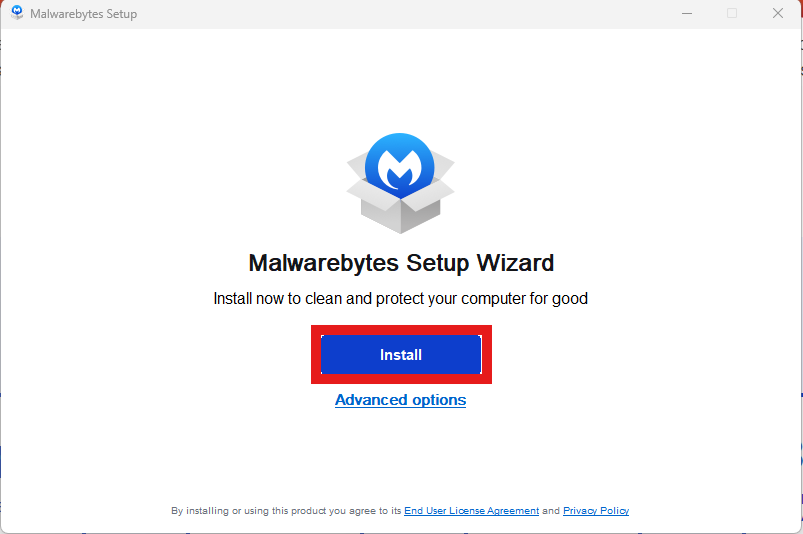 Malwarebytes Setup
Malwarebytes Setup Wizard
Install now to clean and protect your computer for good
Install
Advanced options
By installing or using this product you agree to its End User License Agreement and Privacy Policy